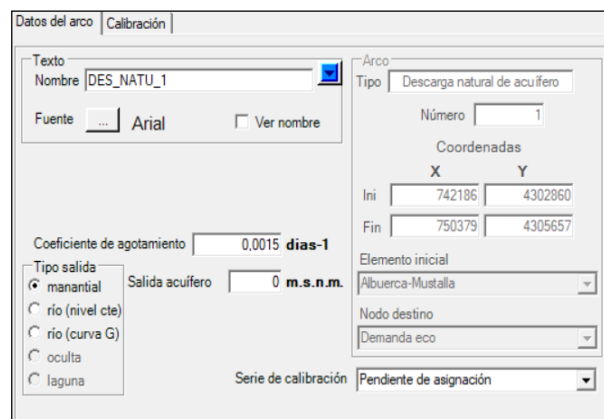 Datos del arco Calibración
Texto
Nombre DES_NATU_1
Fuente ... Arial Ver nombre
Arco
Tipo Descarga natural de acuífero
Número 1
Coordenadas
X Y
Ini 742186 4302860
Fin 750379 4305657
Coeficiente de agotamiento 0,0015 dias-1
Tipo salida
manantial
río (nivel cte)
río (curva G)
oculta
laguna
Salida acuífero 0 m.s.n.m.
Elemento inicial
Albuerca-Mustalla
Nodo destino
Demanda eco
Serie de calibración Pendiente de asignación